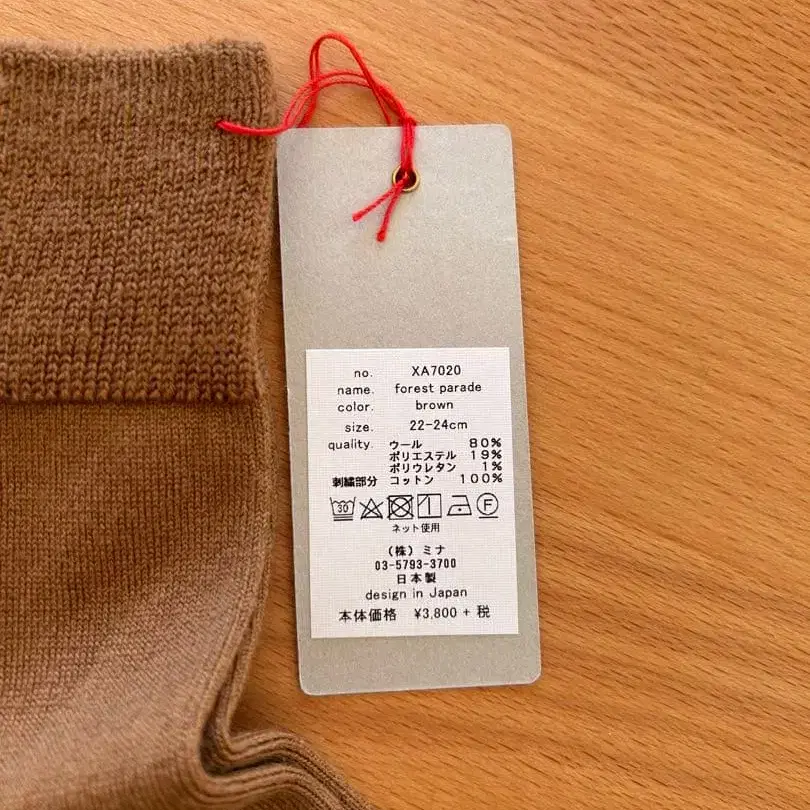 no. XA7020
name. forest parade
color. brown
size. 22-24cm
quality. ウール 80%
ポリエステル 19%
ポリウレタン 1%
刺繍部分 コットン 100%
30 F
ネット使用
(株) ミナ
03-5793-3700
日本製
design in Japan
本体価格 ¥3,800 + 税